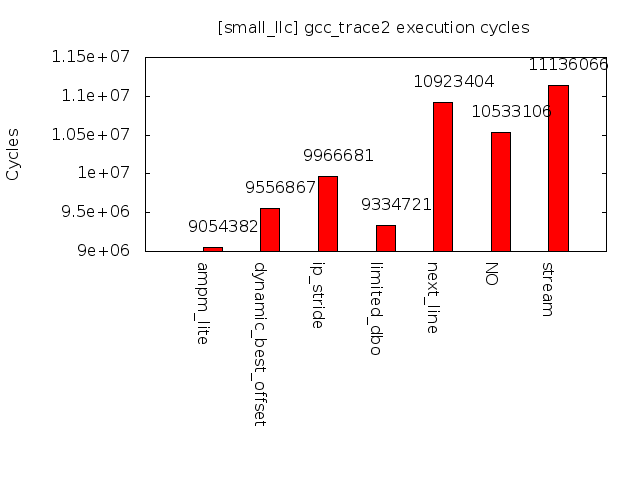 [small_llc] gcc_trace2 execution cycles
Cycles
1.15e+07
1.1e+07
1.05e+07
1e+07
9.5e+06
9e+06
9054382
9556867
9966681
9334721
10923404
10533106
11136066
ampm_lite
dynamic_best_offset
ip_stride
limited_dbo
next_line
NO
stream